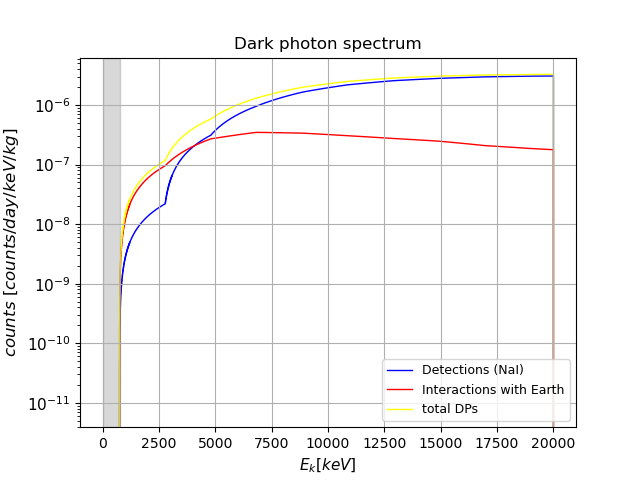 Dark photon spectrum
counts [counts/day/keV/kg]
10⁻⁶
10⁻⁷
10⁻⁸
10⁻⁹
10⁻¹⁰
10⁻¹¹
Detections (NaI)
Interactions with Earth
total DPs
0 2500 5000 7500 10000 12500 15000 17500 20000
E_k[keV]